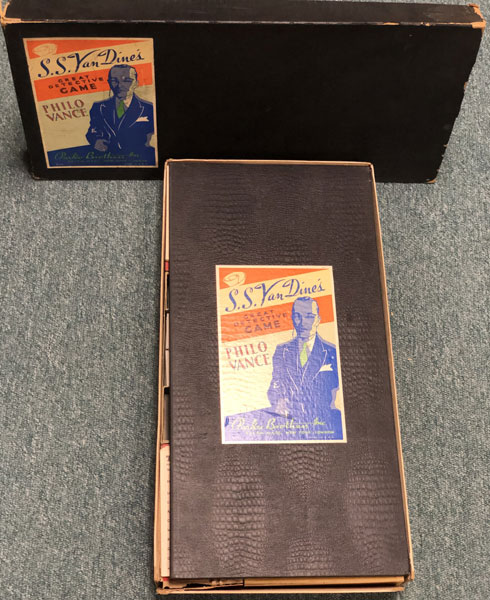 S.S. Van Dine's
GREAT
DETECTIVE
GAME
PHILO
VANCE
Parker Brothers Inc.
S.S. Van Dine's
GREAT
DETECTIVE
GAME
PHILO
VANCE
Parker Brothers Inc.